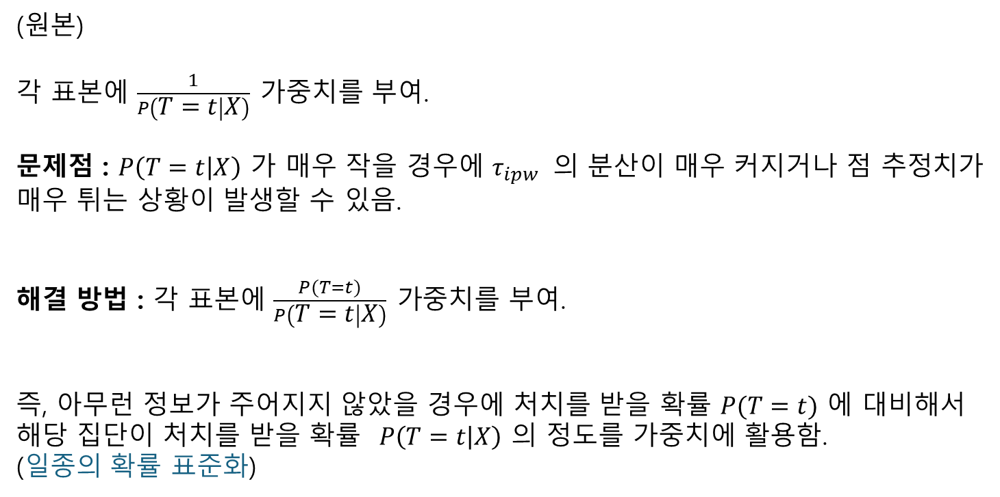 (원본)
각 표본에 $\frac{1}{P(T = t|X)}$ 가중치를 부여.
문제점 : $P(T = t|X)$ 가 매우 작을 경우에 $\tau_{ipw}$ 의 분산이 매우 커지거나 점 추정치가
매우 튀는 상황이 발생할 수 있음.
해결 방법 : 각 표본에 $\frac{P(T=t)}{P(T = t|X)}$ 가중치를 부여.
즉, 아무런 정보가 주어지지 않았을 경우에 처치를 받을 확률 $P(T = t)$ 에 대비해서
해당 집단이 처치를 받을 확률 $P(T = t|X)$ 의 정도를 가중치에 활용함.
(일종의 확률 표준화)